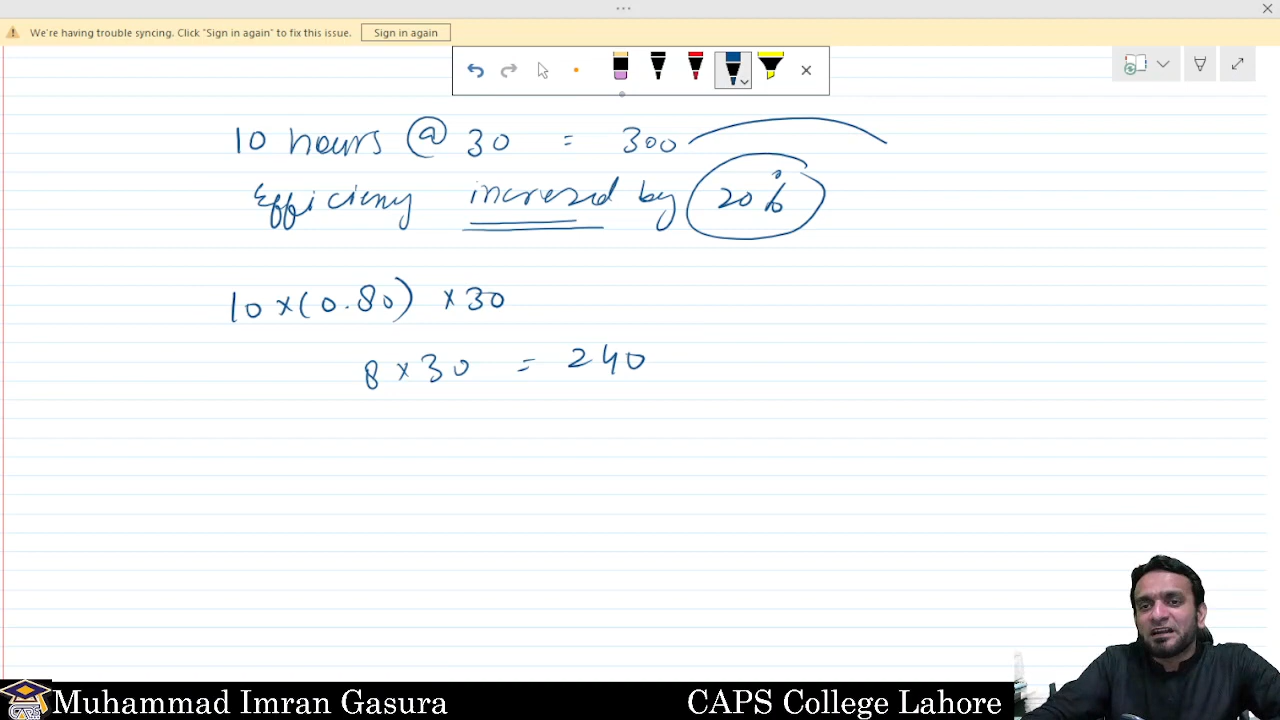 We're having trouble syncing. Click "Sign in again" to fix this issue. Sign in again
10 hours @ 30 = 300
Efficieny increased by 20%
10 × (0.80) × 30
8 × 30 = 240
Muhammad Imran Gasura CAPS College Lahore